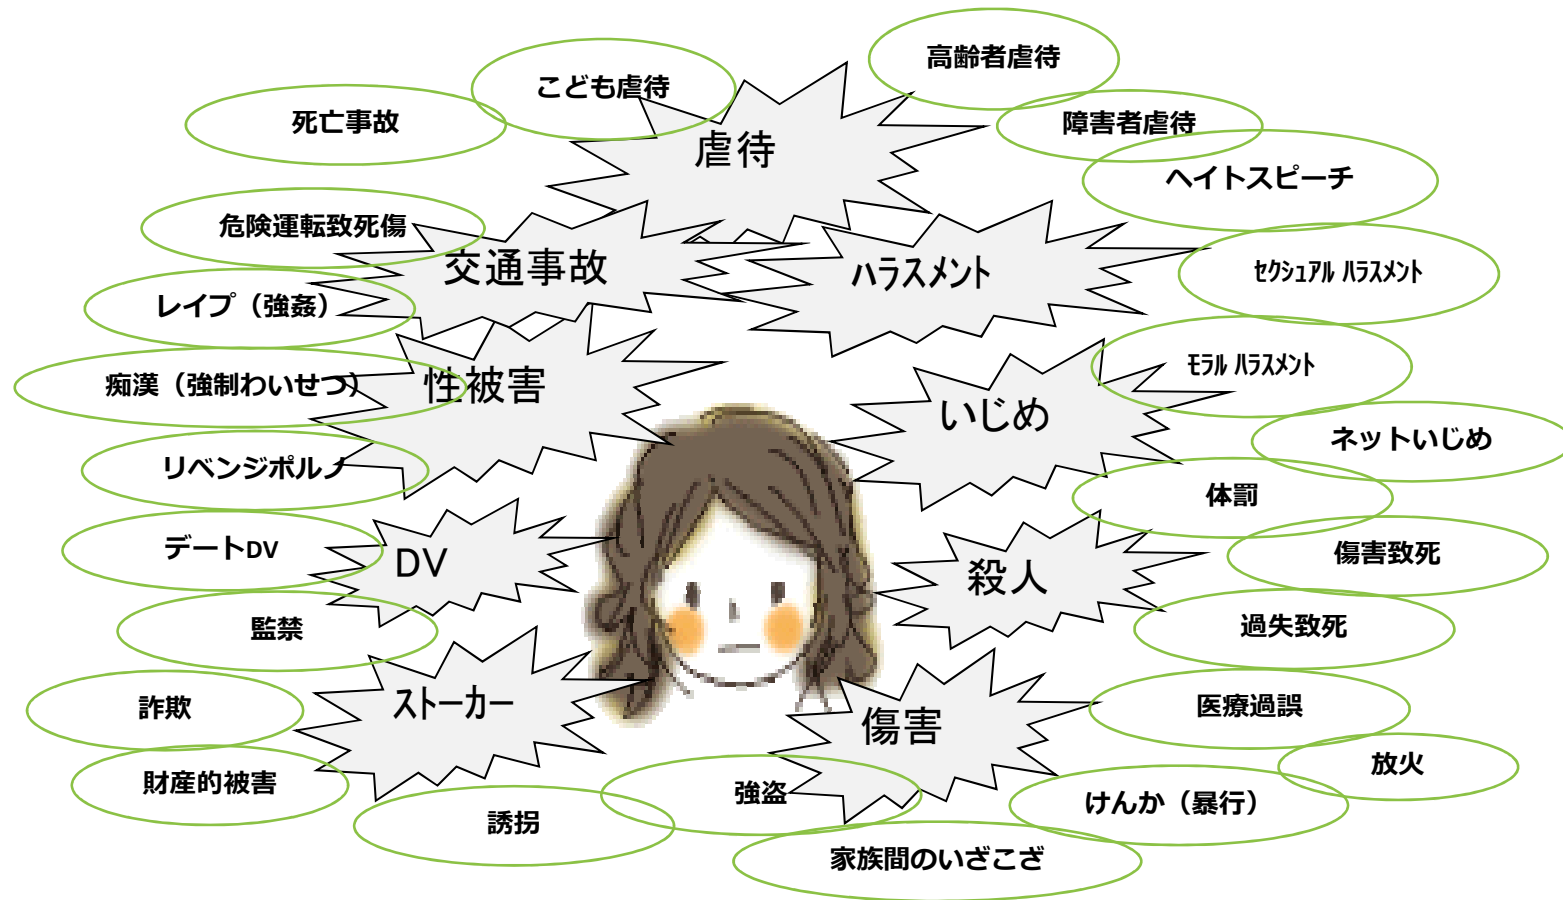 高齢者虐待
こども虐待
死亡事故
障害者虐待
虐待
ヘイトスピーチ
危険運転致死傷
交通事故
ﾊﾗｽﾒﾝﾄ
ｾｸｼｭｱﾙ ﾊﾗｽﾒﾝﾄ
レイプ（強姦）
ﾓﾗﾙ ﾊﾗｽﾒﾝﾄ
痴漢（強制わいせつ）
性被害
いじめ
ネットいじめ
リベンジポルノ
体罰
デートDV
DV
殺人
傷害致死
監禁
過失致死
詐欺
ｽﾄｰｶｰ
傷害
医療過誤
放火
財産的被害
強盗
けんか（暴行）
誘拐
家族間のいざこざ